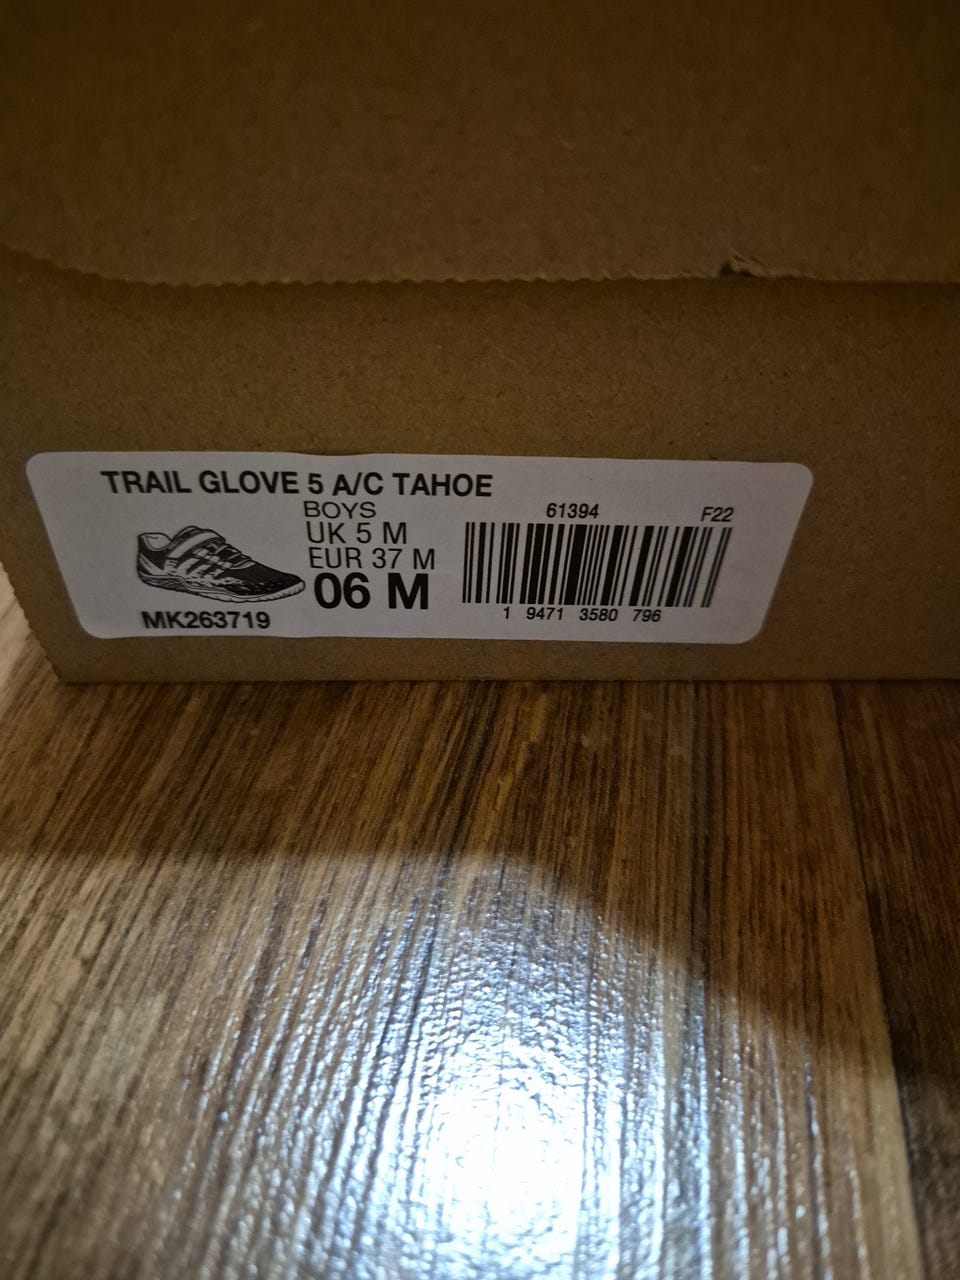 TRAIL GLOVE 5 A/C TAHOE
BOYS
UK 5 M
EUR 37 M
06 M
MK263719
61394 F22
1 9471 3580 796